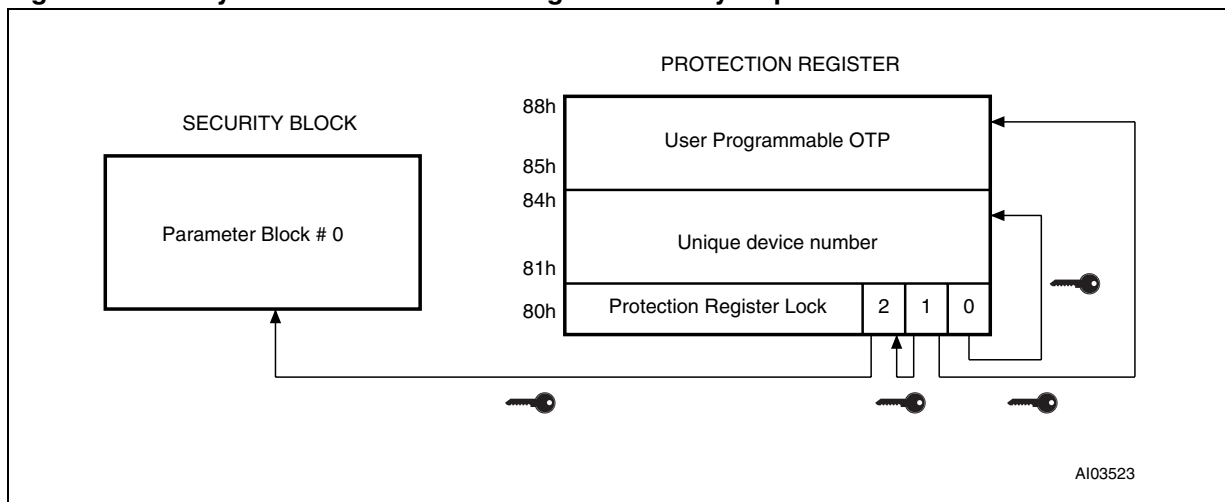 PROTECTION REGISTER
SECURITY BLOCK
88h
User Programmable OTP
85h
84h
Parameter Block # 0
Unique device number
81h
80h
Protection Register Lock
2
1
0
AI03523